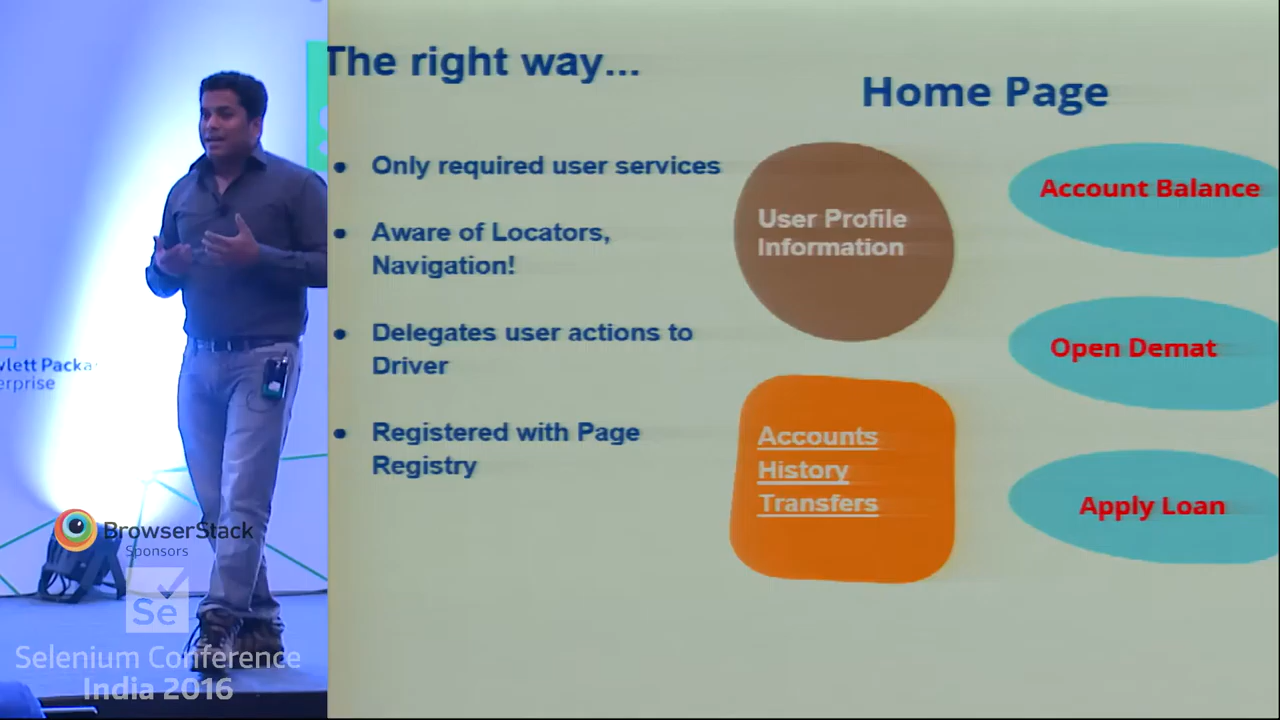 The right way...
Home Page
• Only required user services
• Aware of Locators,
Navigation!
• Delegates user actions to
Driver
• Registered with Page
Registry
User Profile
Information
Accounts
History
Transfers
Account Balance
Open Demat
Apply Loan
BrowserStack
Sponsors
Se
Selenium Conference
India 2016